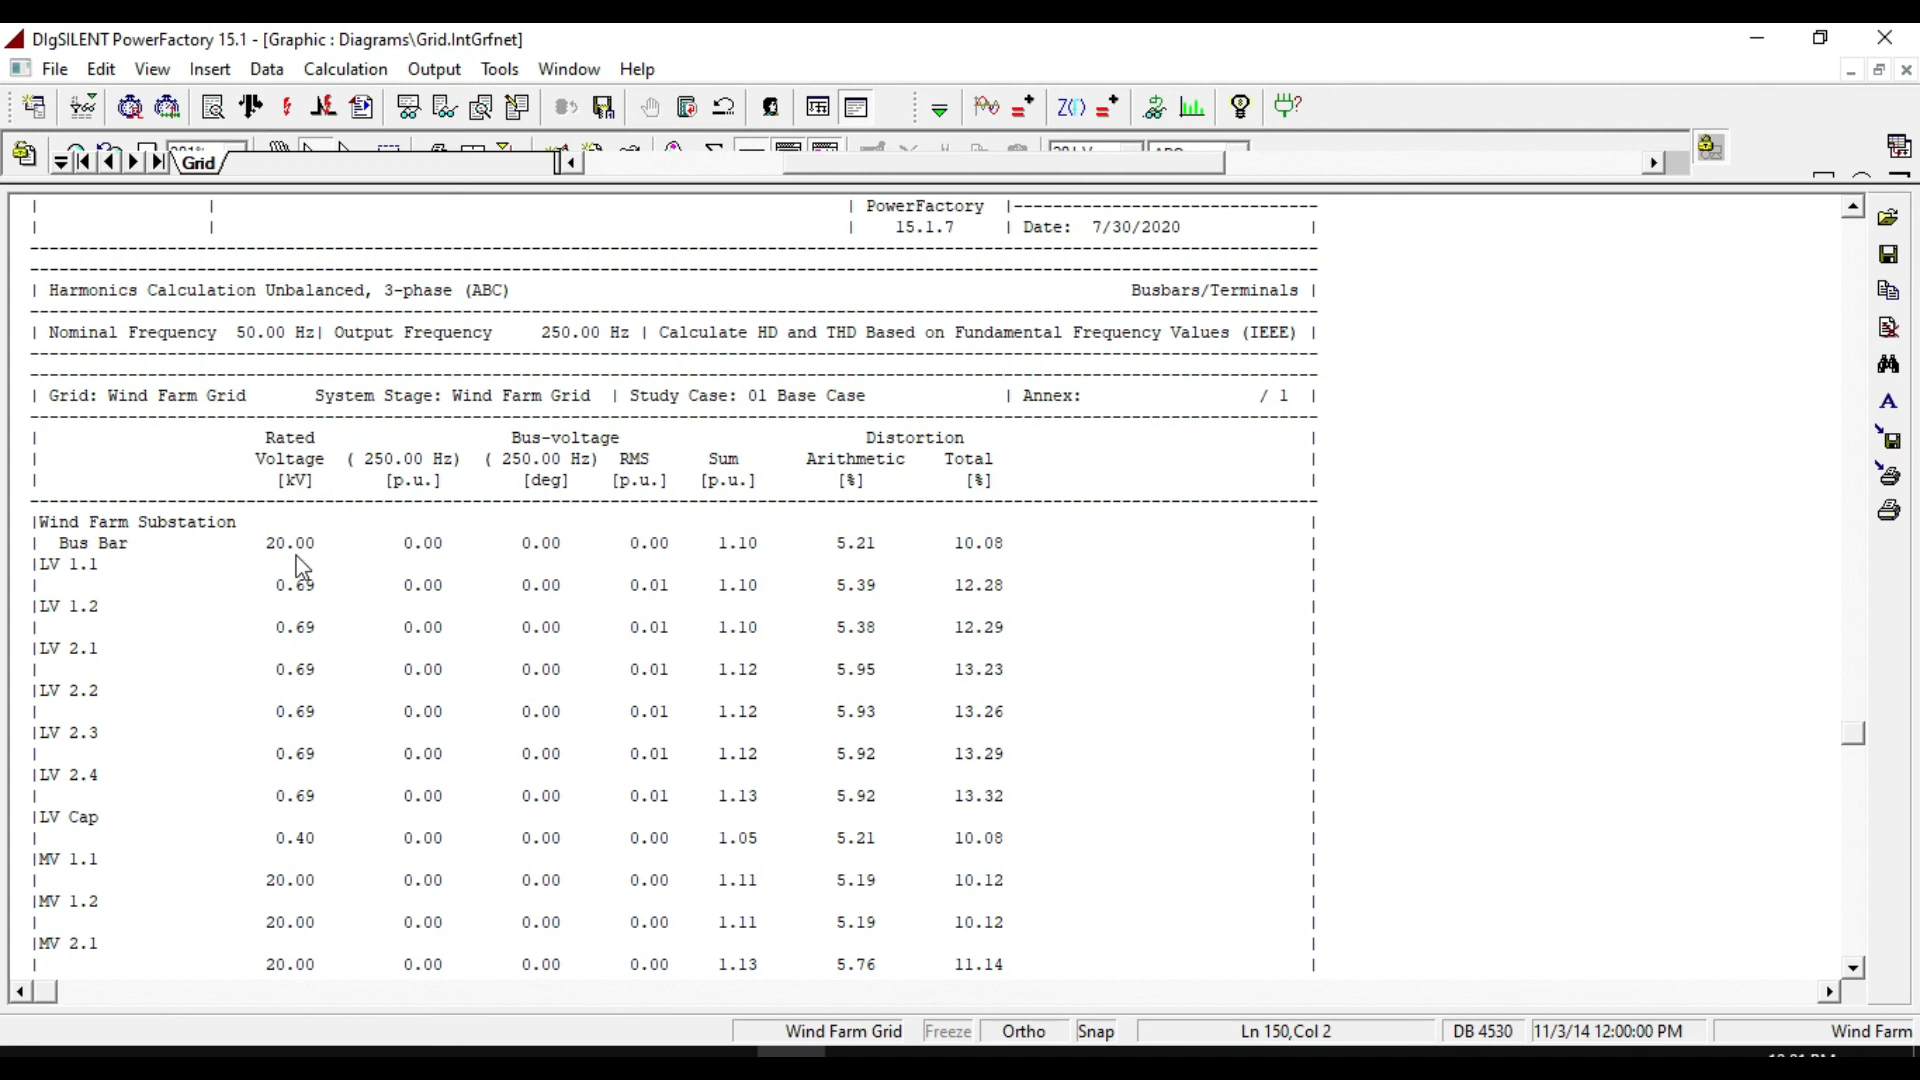 DIgSILENT PowerFactory 15.1 - [Graphic : Diagrams\Grid.IntGrfnet]
File Edit View Insert Data Calculation Output Tools Window Help
Grid
| | | PowerFactory |-------------------------------
| | | 15.1.7 | Date: 7/30/2020 |
| Harmonics Calculation Unbalanced, 3-phase (ABC) Busbars/Terminals |
| Nominal Frequency 50.00 Hz| Output Frequency 250.00 Hz | Calculate HD and THD Based on Fundamental Frequency Values (IEEE) |
| Grid: Wind Farm Grid System Stage: Wind Farm Grid | Study Case: 01 Base Case | Annex: / 1 |
| Rated Bus-voltage Distortion |
| Voltage ( 250.00 Hz) ( 250.00 Hz) RMS Sum Arithmetic Total |
| [kV] [p.u.] [deg] [p.u.] [p.u.] [%] [%] |
|Wind Farm Substation |
| Bus Bar 20.00 0.00 0.00 0.00 1.10 5.21 10.08 |
|LV 1.1 |
| 0.69 0.00 0.00 0.01 1.10 5.39 12.28 |
|LV 1.2 |
| 0.69 0.00 0.00 0.01 1.10 5.38 12.29 |
|LV 2.1 |
| 0.69 0.00 0.00 0.01 1.12 5.95 13.23 |
|LV 2.2 |
| 0.69 0.00 0.00 0.01 1.12 5.93 13.26 |
|LV 2.3 |
| 0.69 0.00 0.00 0.01 1.12 5.92 13.29 |
|LV 2.4 |
| 0.69 0.00 0.00 0.01 1.13 5.92 13.32 |
|LV Cap |
| 0.40 0.00 0.00 0.00 1.05 5.21 10.08 |
|MV 1.1 |
| 20.00 0.00 0.00 0.00 1.11 5.19 10.12 |
|MV 1.2 |
| 20.00 0.00 0.00 0.00 1.11 5.19 10.12 |
|MV 2.1 |
| 20.00 0.00 0.00 0.00 1.13 5.76 11.14 |
Wind Farm Grid Freeze Ortho Snap Ln 150,Col 2 DB 4530 11/3/14 12:00:00 PM Wind Farm